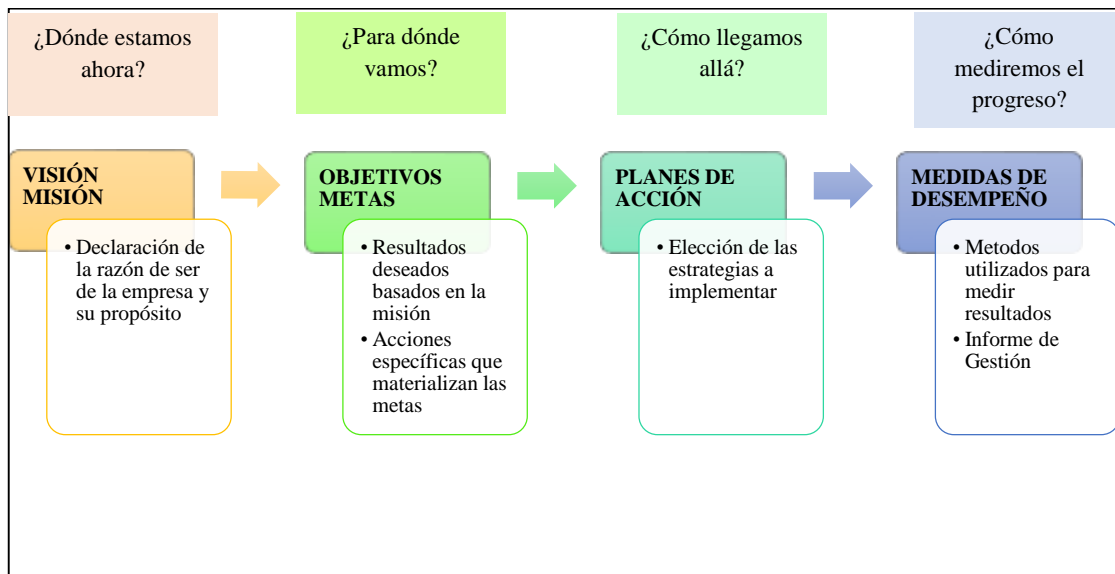 ¿Dónde estamos
ahora?
¿Para dónde
vamos?
¿Cómo llegamos
allá?
¿Cómo
mediremos el
progreso?
VISIÓN
MISIÓN
• Declaración de
la razón de ser
de la empresa y
su propósito
OBJETIVOS
METAS
• Resultados
deseados
basados en la
misión
• Acciones
específicas que
materializan las
metas
PLANES DE
ACCIÓN
• Elección de las
estrategias a
implementar
MEDIDAS DE
DESEMPEÑO
• Metodos
utilizados para
medir
resultados
• Informe de
Gestión